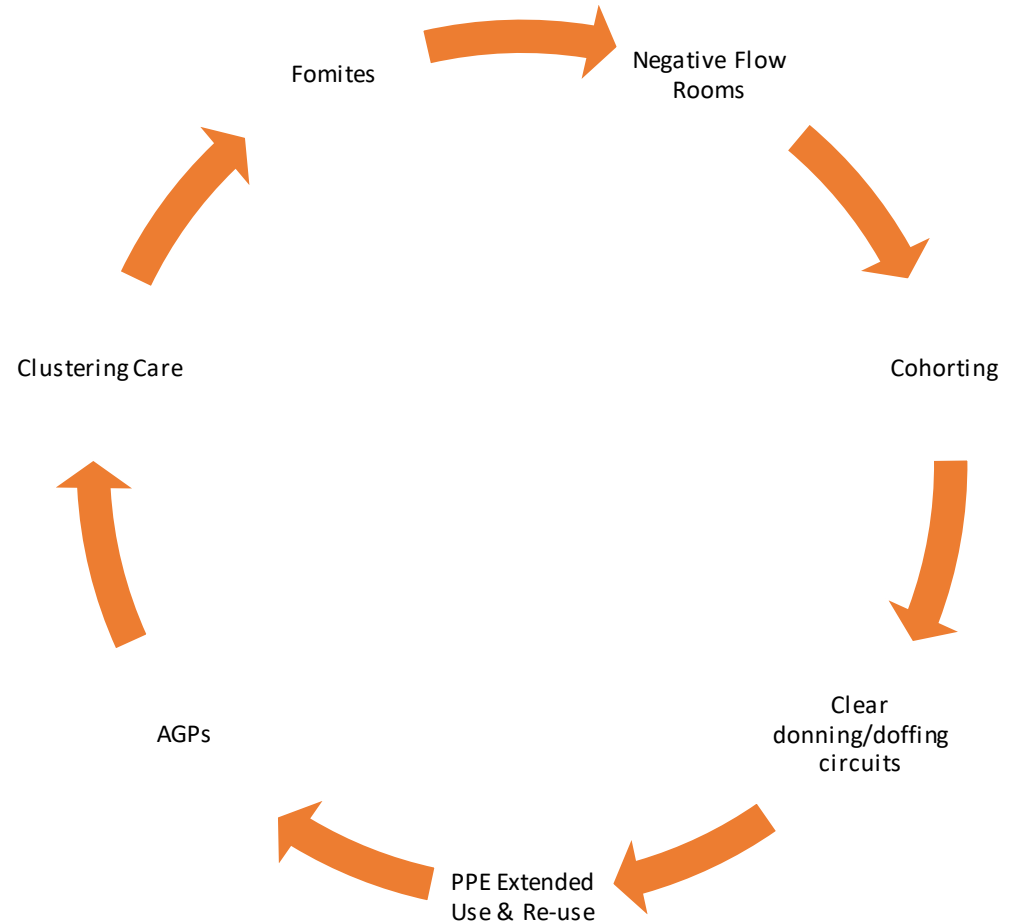 Fomites
Negative Flow
Rooms
Cohorting
Clear
donning/doffing
circuits
PPE Extended
Use & Re-use
AGPs
Clustering Care